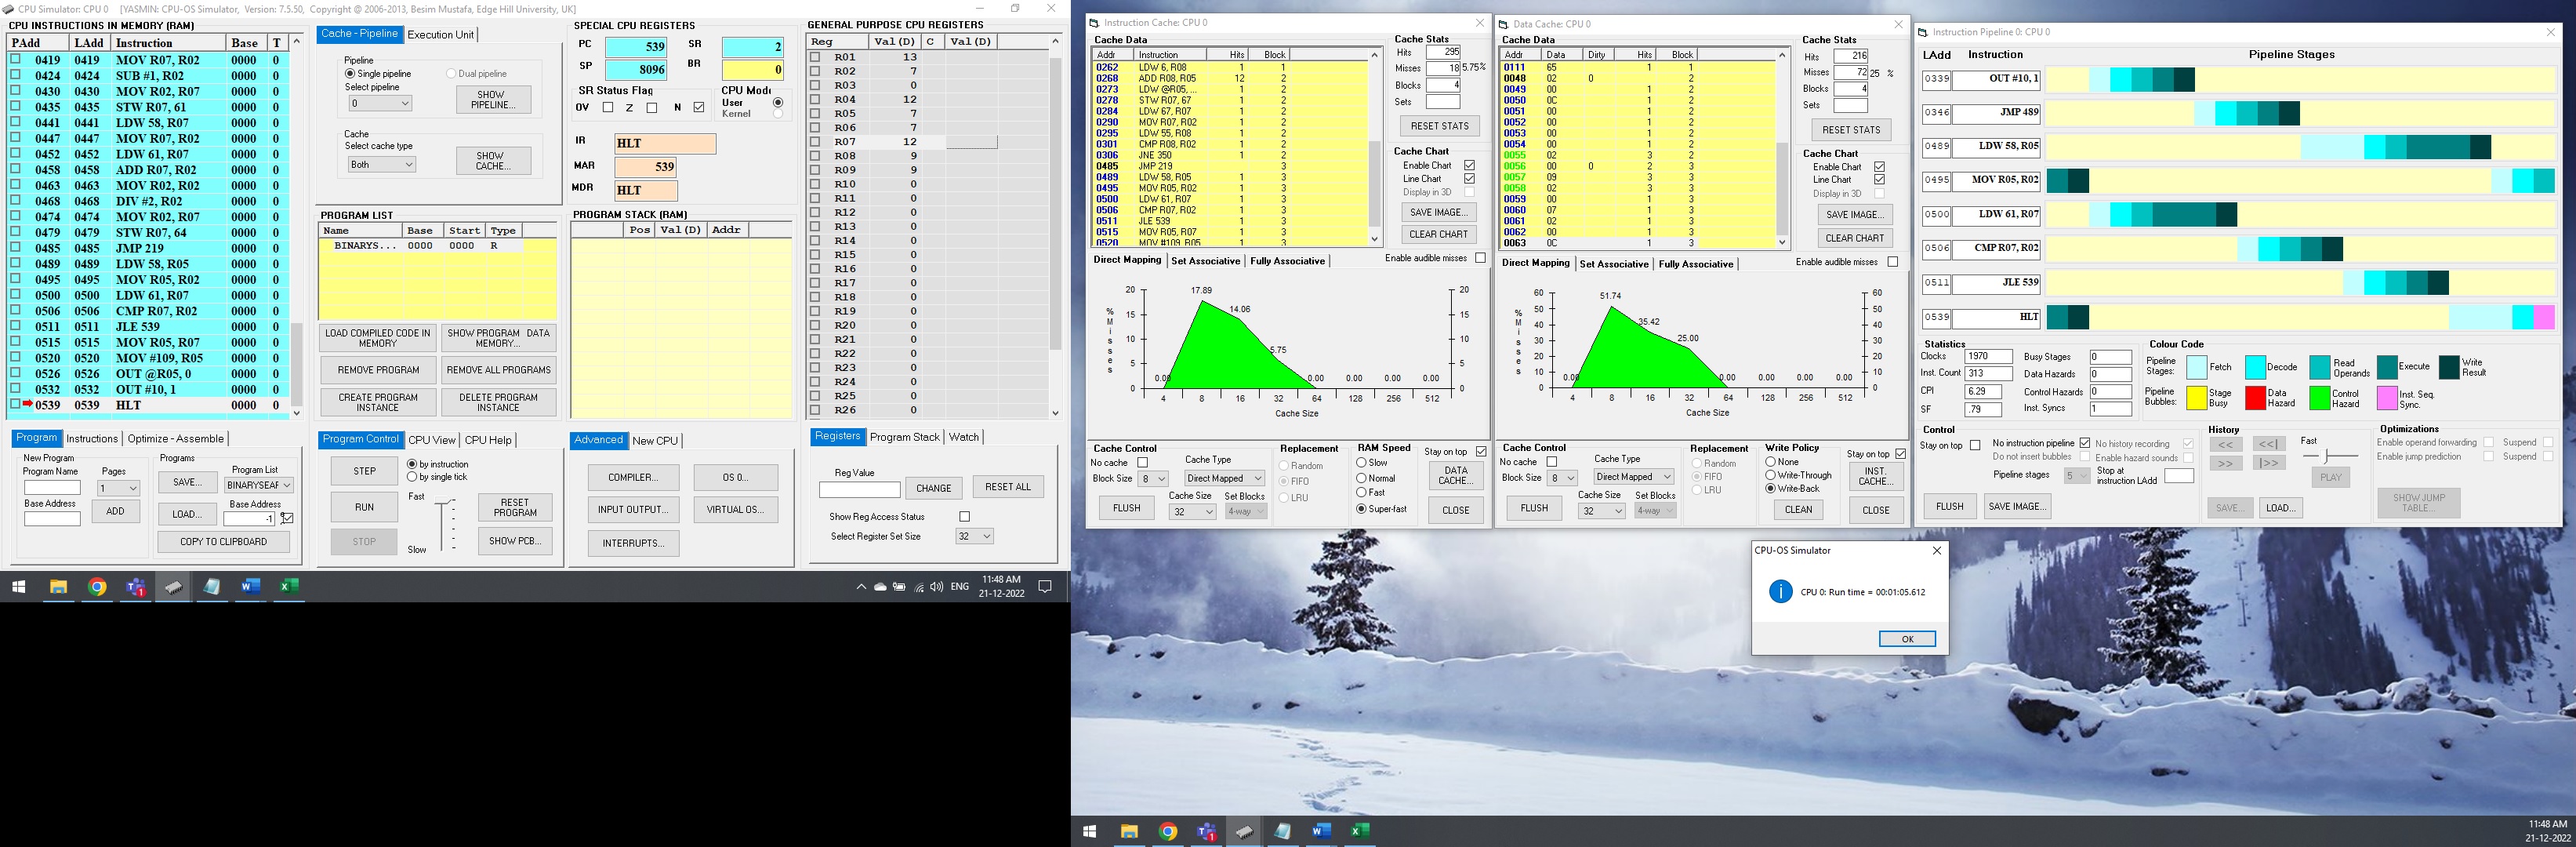 CPU Simulator: CPU 0 [YASMIN: CPU-OS Simulator, Version: 7.5.50, Copyright @ 2006-2013, Besim Mustafa, Edge Hill University, UK]
CPU INSTRUCTIONS IN MEMORY (RAM)
PAdd LAdd Instruction Base T
0419 0419 MOV R07, R02 0000 0
0424 0424 SUB #1, R02 0000 0
0430 0430 MOV R02, R07 0000 0
0435 0435 STW R07, 61 0000 0
0441 0441 LDW 58, R07 0000 0
0447 0447 MOV R07, R02 0000 0
0452 0452 LDW 61, R07 0000 0
0458 0458 ADD R07, R02 0000 0
0463 0463 MOV R02, R02 0000 0
0468 0468 DIV #2, R02 0000 0
0474 0474 MOV R02, R07 0000 0
0479 0479 STW R07, 64 0000 0
0485 0485 JMP 219 0000 0
0489 0489 LDW 58, R05 0000 0
0495 0495 MOV R05, R02 0000 0
0500 0500 LDW 61, R07 0000 0
0506 0506 CMP R07, R02 0000 0
0511 0511 JLE 539 0000 0
0515 0515 MOV R05, R07 0000 0
0520 0520 MOV #109, R05 0000 0
0526 0526 OUT @R05, 0 0000 0
0532 0532 OUT #10, 1 0000 0
0539 0539 HLT 0000 0
Program Instructions Optimize - Assemble
New Program
Program Name Pages
1
Base Address
ADD
Programs
SAVE... Program List
BINARYSEAF
LOAD... Base Address
-1
COPY TO CLIPBOARD
Cache - Pipeline Execution Unit
Pipeline
Single pipeline Dual pipeline
Select pipeline
0
SHOW PIPELINE...
Cache
Select cache type
Both
SHOW CACHE...
PROGRAM LIST
Name Base Start Type
BINARYS... 0000 0000 R
LOAD COMPILED CODE IN MEMORY SHOW PROGRAM DATA MEMORY...
REMOVE PROGRAM REMOVE ALL PROGRAMS
CREATE PROGRAM INSTANCE DELETE PROGRAM INSTANCE
Program Control CPU View CPU Help
STEP by instruction
by single tick
RUN Fast RESET PROGRAM
STOP Slow SHOW PCB...
SPECIAL CPU REGISTERS
PC 539 SR 2
SP 8096 BR 0
SR Status Flag
OV Z N
CPU Mode
User
Kernel
IR HLT
MAR 539
MDR HLT
PROGRAM STACK (RAM)
Pos Val(D) Addr
Advanced New CPU
COMPILER... OS 0...
INPUT OUTPUT... VIRTUAL OS...
INTERRUPTS...
GENERAL PURPOSE CPU REGISTERS
Reg Val(D) C Val(D)
R01 13
R02 7
R03 0
R04 12
R05 7
R06 7
R07 12
R08 9
R09 9
R10 0
R11 0
R12 0
R13 0
R14 0
R15 0
R16 0
R17 0
R18 0
R19 0
R20 0
R21 0
R22 0
R23 0
R24 0
R25 0
R26 0
Registers Program Stack Watch
Reg Value
CHANGE RESET ALL
Show Reg Access Status
Select Register Set Size 32
ENG 11:48 AM
21-12-2022
Instruction Cache: CPU 0
Cache Data
Addr Instruction Hits Block
0262 LDW 6, R08 1 1
0268 ADD R08, R05 12 2
0273 LDW @R05, ... 1 2
0278 STW R07, 67 1 2
0284 LDW 67, R07 1 2
0290 MOV R07, R02 1 2
0295 LDW 55, R08 1 2
0301 CMP R08, R02 1 2
0306 JNE 350 1 2
0485 JMP 219 3
0489 LDW 58, R05 1 3
0495 MOV R05, R02 1 3
0500 LDW 61, R07 1 3
0506 CMP R07, R02 1 3
0511 JLE 539 1 3
0515 MOV R05, R07 1 3
0520 MOV #109, R05 1 3
Cache Stats
Hits 295
Misses 18 5.75%
Blocks 4
Sets
RESET STATS
Cache Chart
Enable Chart
Line Chart
Display in 3D
SAVE IMAGE...
CLEAR CHART
Direct Mapping Set Associative Fully Associative Enable audible misses
% Misses
20 15 10 5 0
17.89 14.06 5.75
0.00 0.00 0.00 0.00 0.00
4 8 16 32 64 128 256 512
20 15 10 5 0
Cache Size
Cache Control
No cache
Block Size 8
FLUSH
Cache Type
Direct Mapped
Cache Size 32
Set Blocks 4-way
Replacement
Random
FIFO
LRU
RAM Speed
Slow
Normal
Fast
Super-fast
Stay on top
DATA CACHE...
CLOSE
Data Cache: CPU 0
Cache Data
Addr Data Dirty Hits Block
0111 65 1 1
0048 02 0 2
0049 00 1 2
0050 0C 1 2
0051 00 1 2
0052 00 1 2
0053 00 1 2
0054 00 1 2
0055 02 3 2
0056 00 0 2 3
0057 09 3 3
0058 02 3 3
0059 00 1 3
0060 07 1 3
0061 02 1 3
0062 00 1 3
0063 0C 1 3
Cache Stats
Hits 216
Misses 72 25 %
Blocks 4
Sets
RESET STATS
Cache Chart
Enable Chart
Line Chart
Display in 3D
SAVE IMAGE...
CLEAR CHART
Direct Mapping Set Associative Fully Associative Enable audible misses
% Misses
60 50 40 30 20 10 0
51.74 35.42 25.00
0.00 0.00 0.00 0.00 0.00
4 8 16 32 64 128 256 512
60 50 40 30 20 10 0
Cache Size
Cache Control
No cache
Block Size 8
FLUSH
Cache Type
Direct Mapped
Cache Size 32
Set Blocks 4-way
Replacement
Random
FIFO
LRU
Write Policy
None
Write-Through
Write-Back
CLEAN
Stay on top
INST. CACHE...
CLOSE
Instruction Pipeline 0: CPU 0
LAdd Instruction Pipeline Stages
0339 OUT #10, 1
0346 JMP 489
0489 LDW 58, R05
0495 MOV R05, R02
0500 LDW 61, R07
0506 CMP R07, R02
0511 JLE 539
0539 HLT
Statistics
Clocks 1970 Busy Stages 0
Inst. Count 313 Data Hazards 0
CPI 6.29 Control Hazards 0
SF .79 Inst. Syncs 1
Colour Code
Pipeline Stages: Fetch Decode Read Operands Execute Write Result
Pipeline Bubbles: Stage Busy Data Hazard Control Hazard Inst. Seq. Sync.
Control
Stay on top No instruction pipeline No history recording
Do not insert bubbles Enable hazard sounds
Pipeline stages 5 Stop at instruction LAdd
FLUSH SAVE IMAGE... SAVE... LOAD...
History
<< <<| Fast
>> |>> PLAY
Optimizations
Enable operand forwarding Suspend
Enable jump prediction Suspend
SHOW JUMP TABLE...
CPU-OS Simulator
CPU 0: Run time = 00:01:05.612
OK
11:48 AM
21-12-2022